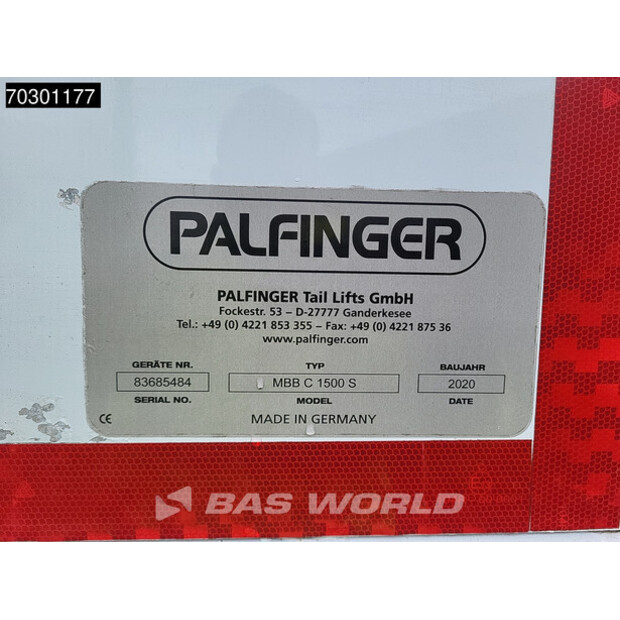 70301177
PALFINGER
PALFINGER Tail Lifts GmbH
Fockestr. 53 – D-27777 Ganderkesee
Tel.: +49 (0) 4221 853 355 – Fax: +49 (0) 4221 875 36
www.palfinger.com
GERÄTE NR. TYP BAUJAHR
83685484 MBB C 1500 S 2020
SERIAL NO. MODEL DATE
CE MADE IN GERMANY
BAS WORLD